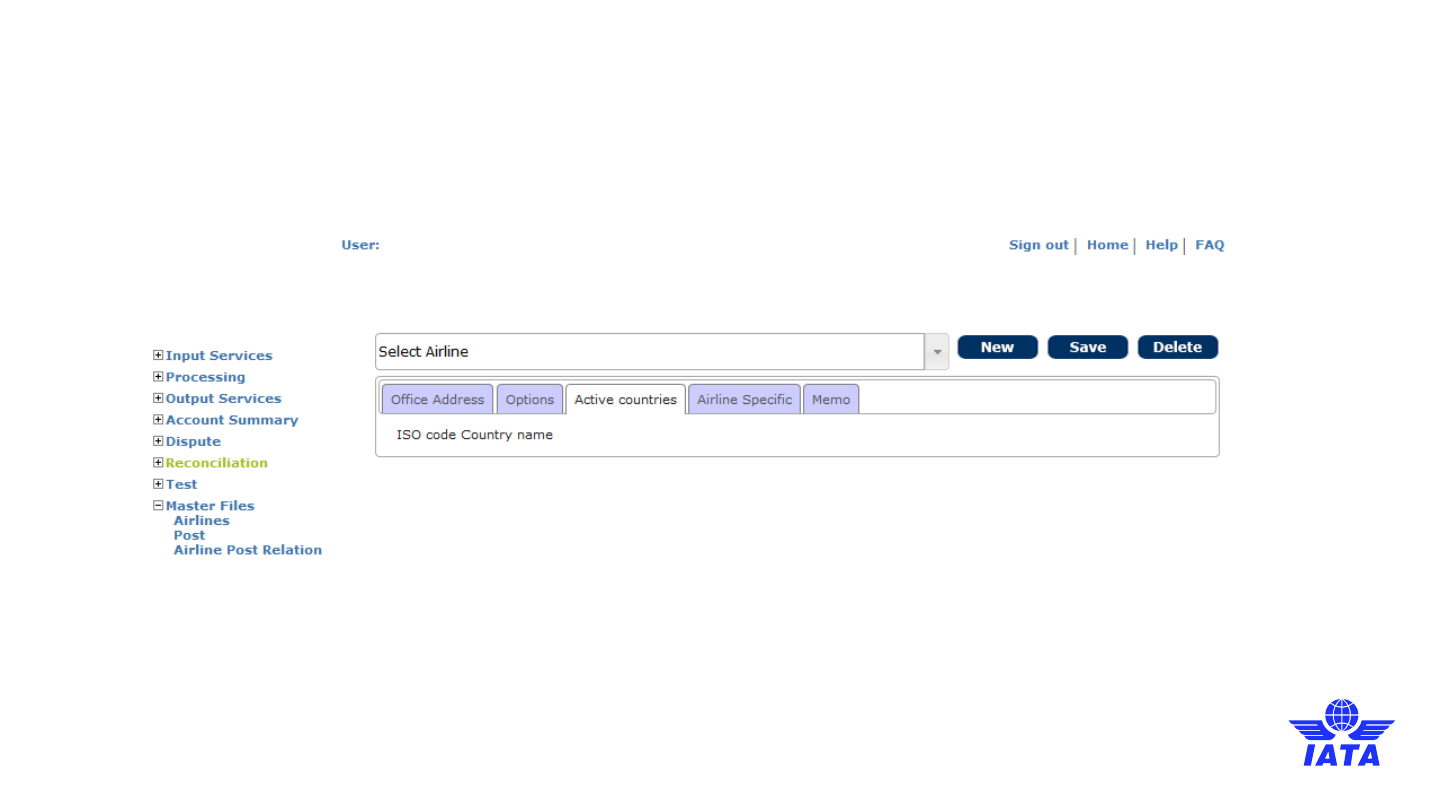 User:
Sign out | Home | Help | FAQ
Select Airline
New
Save
Delete
Input Services
Processing
Output Services
Account Summary
Dispute
Reconciliation
Test
Master Files
Airlines
Post
Airline Post Relation
Office Address
Options
Active countries
Airline Specific
Memo
ISO code Country name
IATA